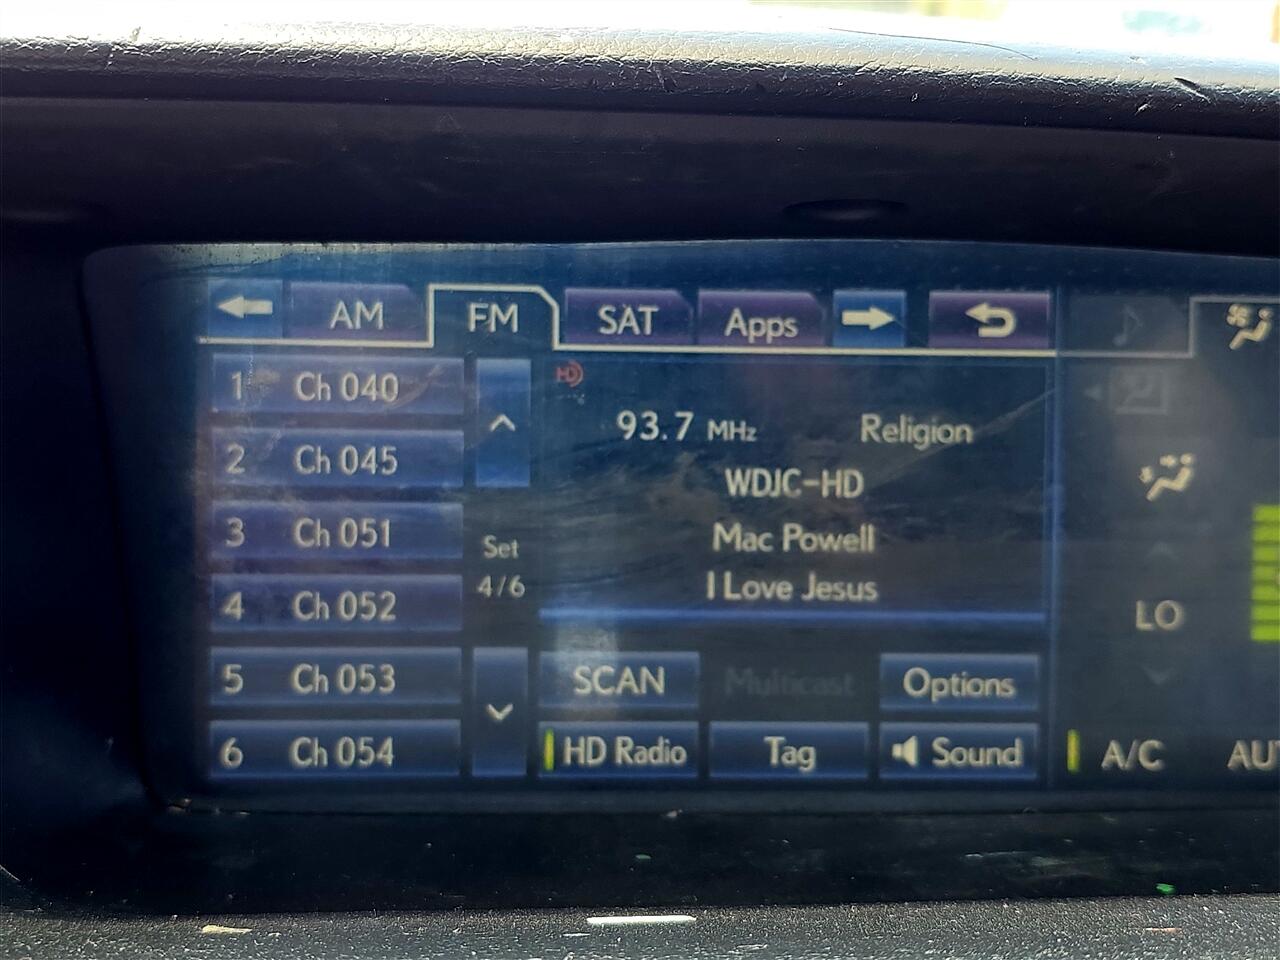 AM FM SAT Apps
1 Ch 040
2 Ch 045
3 Ch 051
4 Ch 052
5 Ch 053
6 Ch 054
Set
4/6
HD
93.7 MHz Religion
WDJC-HD
Mac Powell
I Love Jesus
SCAN Multicast Options
HD Radio Tag Sound
LO
A/C AUT